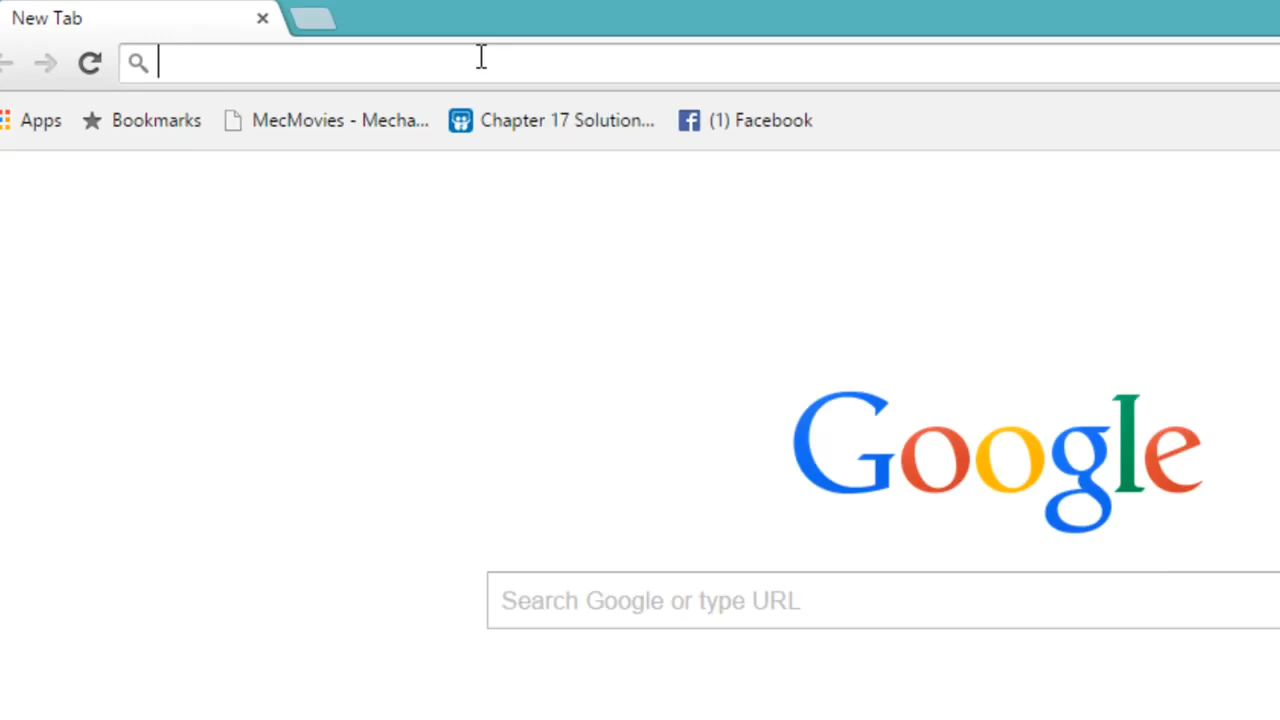 New Tab
Apps Bookmarks MecMovies - Mecha... Chapter 17 Solution... (1) Facebook
Google
Search Google or type URL